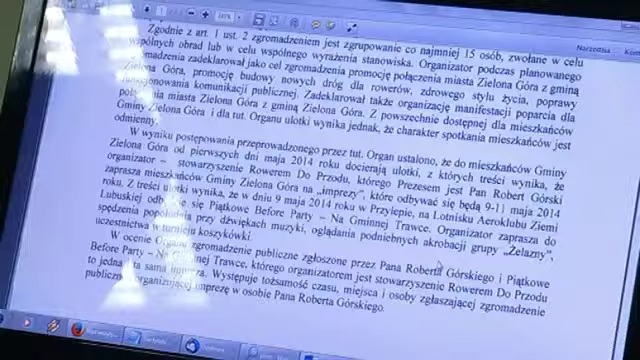 Zgodnie z art. 1 ust. 2 zgromadzeniem jest zgrupowanie co najmniej 15 osób, zwołane w celu
wspólnych obrad lub w celu wspólnego wyrażenia stanowiska. Organizator podczas planowanego
zgromadzenia zadeklarował jako cel zgromadzenia promocję połączenia miasta Zielona Góra z gminą
Zielona Góra, promocję budowy nowych dróg dla rowerów, zdrowego stylu życia, poprawy
funkcjonowania komunikacji publicznej. Zadeklarował także organizację manifestacji poparcia dla
połączenia miasta Zielona Góra z gminą Zielona Góra. Z powszechnie dostępnej dla mieszkańców
Gminy Zielona Góra i dla tut. Organu ulotki wynika jednak, że charakter spotkania mieszkańców jest
odmienny.
W wyniku postępowania przeprowadzonego przez tut. Organ ustalono, że do mieszkańców Gminy
Zielona Góra od pierwszych dni maja 2014 roku docierają ulotki, z których treści wynika, że
organizator – stowarzyszenie Rowerem Do Przodu, którego Prezesem jest Pan Robert Górski
zaprasza mieszkańców Gminy Zielona Góra na „imprezy", które odbywać się będą 9-11 maja 2014
roku. Z treści ulotki wynika, że w dniu 9 maja 2014 roku w Przylepie, na Lotnisku Aeroklubu Ziemi
Lubuskiej odbędzie się Piątkowe Before Party – Na Gminnej Trawce. Organizator zaprasza do
spędzenia popołudnia przy dźwiękach muzyki, oglądania podniebnych akrobacji grupy „Żelazny",
uczestnictwa w turnieju koszykówki.
W ocenie Organu zgromadzenie publiczne zgłoszone przez Pana Roberta Górskiego i Piątkowe
Before Party – Na Gminnej Trawce, którego organizatorem jest stowarzyszenie Rowerem Do Przodu
to jedna i ta sama impreza. Występuje tożsamość czasu, miejsca i osoby zgłaszającej zgromadzenie
publiczne organizującej imprezę w osobie Pana Roberta Górskiego.
Narzędzia